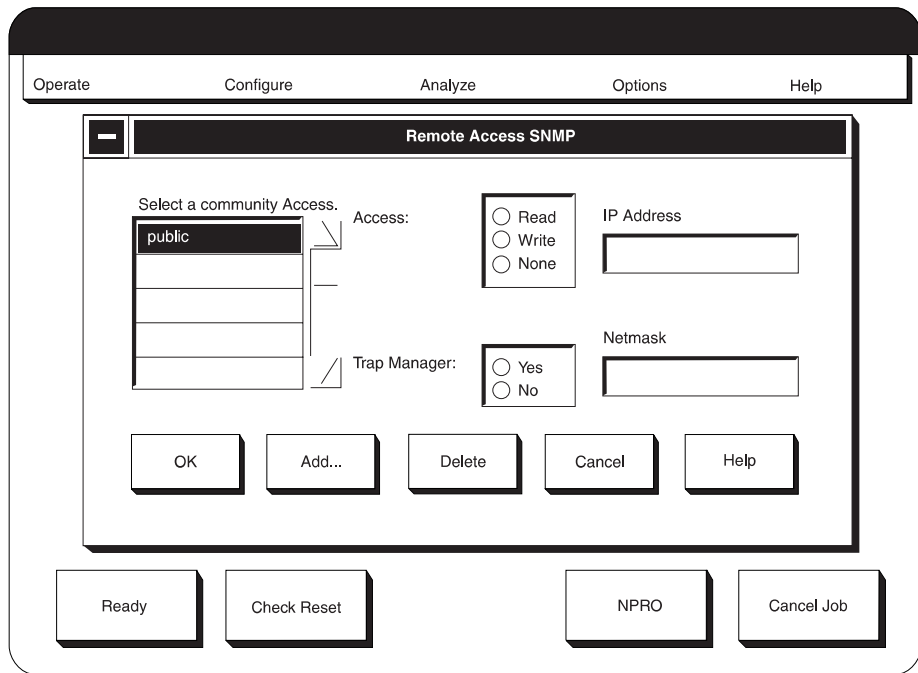 Operate Configure Analyze Options Help
Remote Access SNMP
Select a community Access.
public
Access:
Read
Write
None
IP Address
Trap Manager:
Yes
No
Netmask
OK Add... Delete Cancel Help
Ready Check Reset NPRO Cancel Job